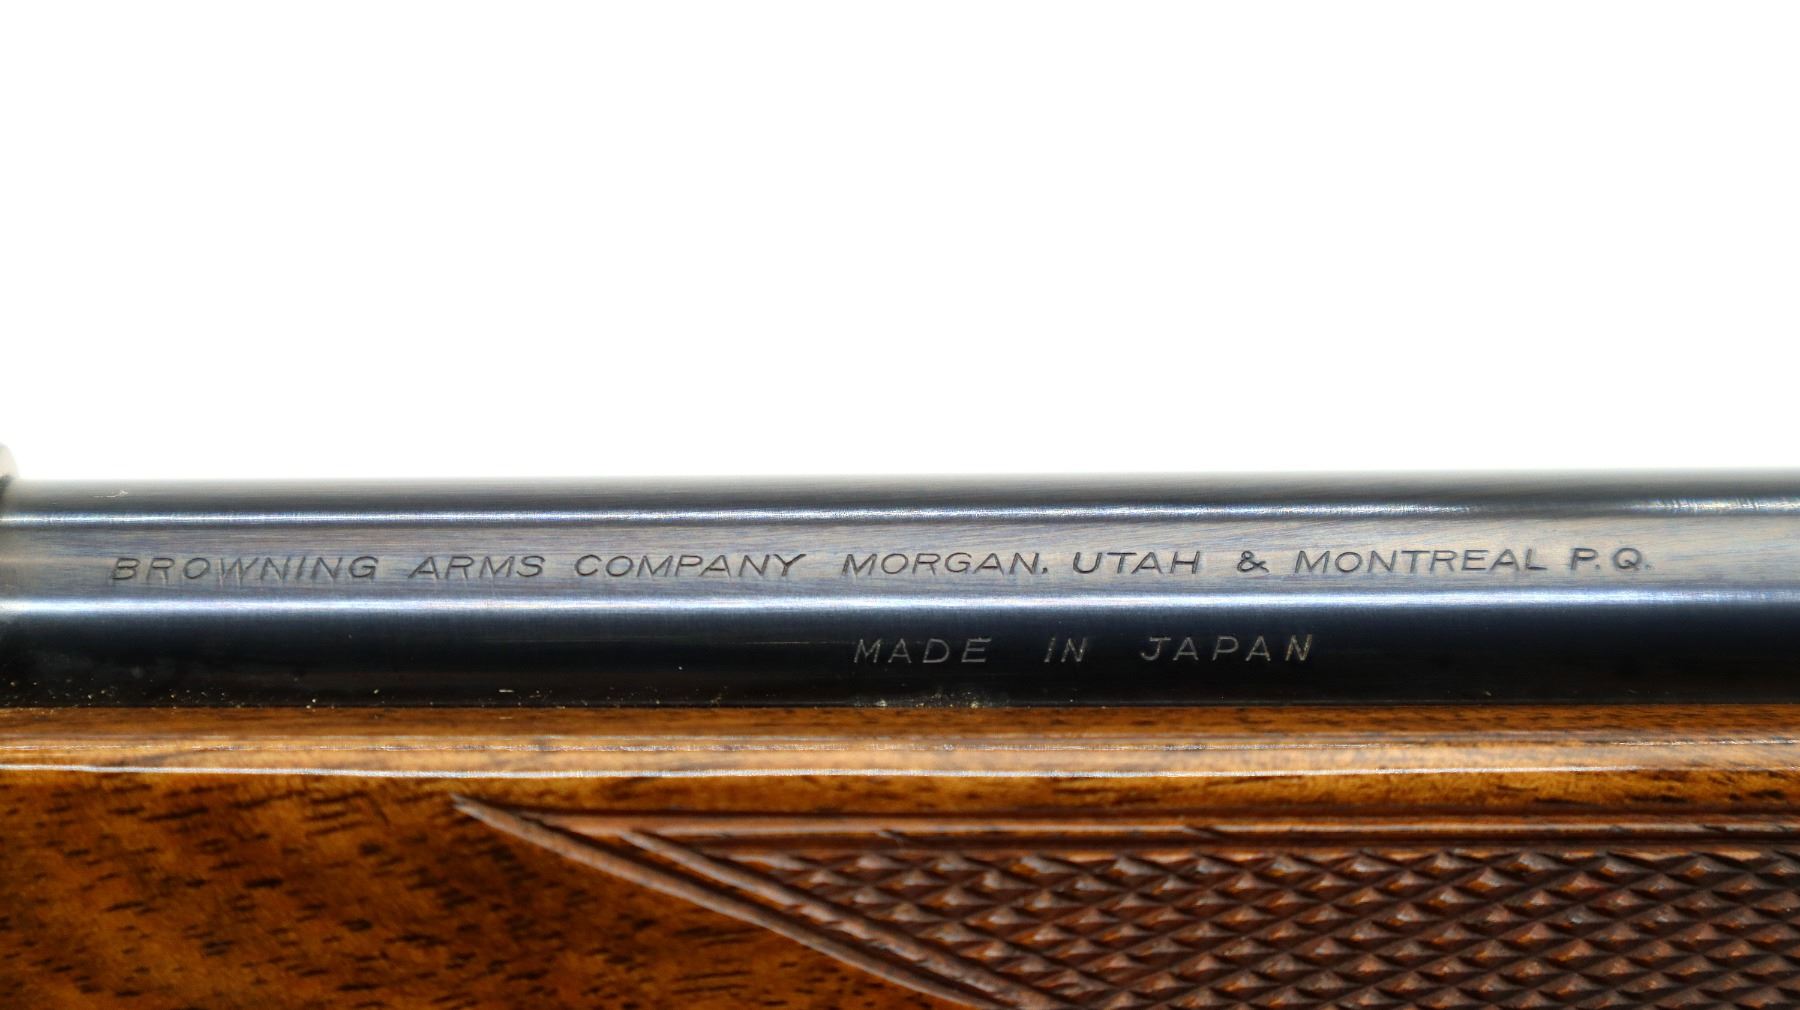 BROWNING ARMS COMPANY MORGAN, UTAH & MONTREAL P.Q.
MADE IN JAPAN